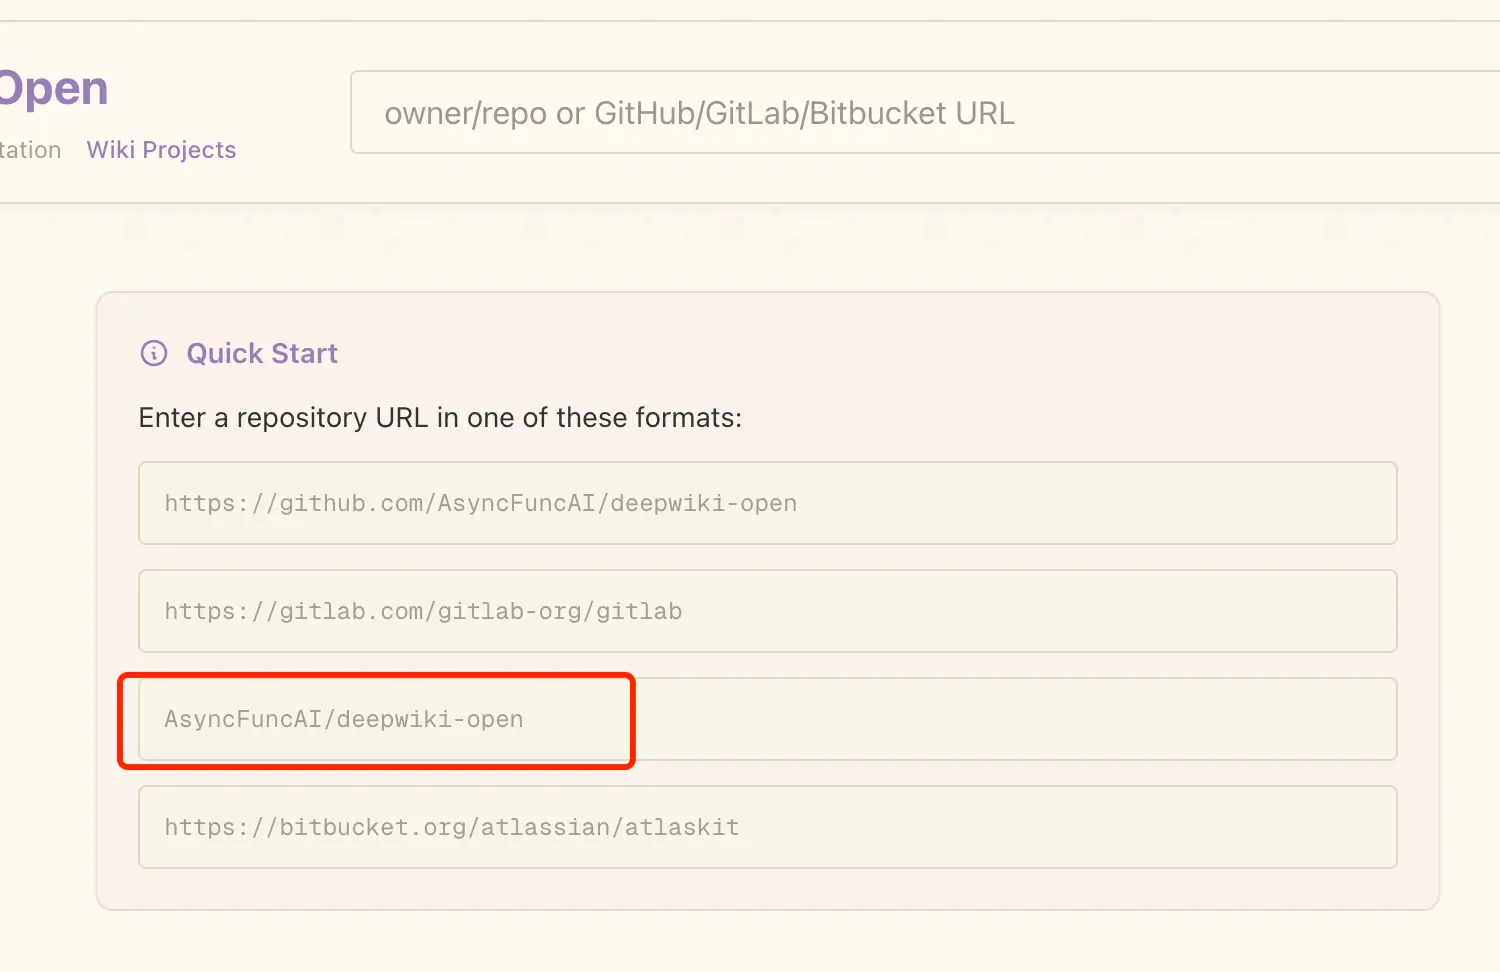 Open
owner/repo or GitHub/GitLab/Bitbucket URL
tation Wiki Projects
Quick Start
Enter a repository URL in one of these formats:
https://github.com/AsyncFuncAI/deepwiki-open
https://gitlab.com/gitlab-org/gitlab
AsyncFuncAI/deepwiki-open
https://bitbucket.org/atlassian/atlaskit